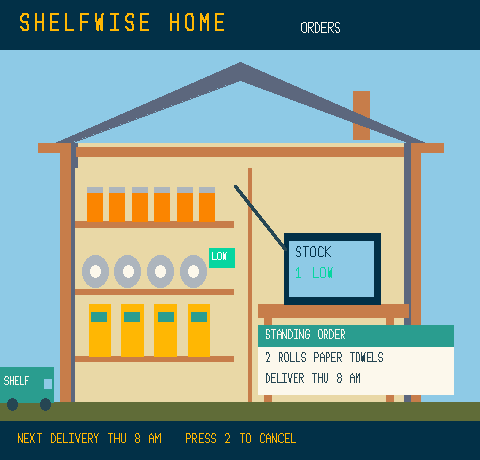 SHELFWISE HOME
ORDERS
LOW
STOCK
1 LOW
STANDING ORDER
2 ROLLS PAPER TOWELS
DELIVER THU 8 AM
SHELF
NEXT DELIVERY THU 8 AM
PRESS 2 TO CANCEL